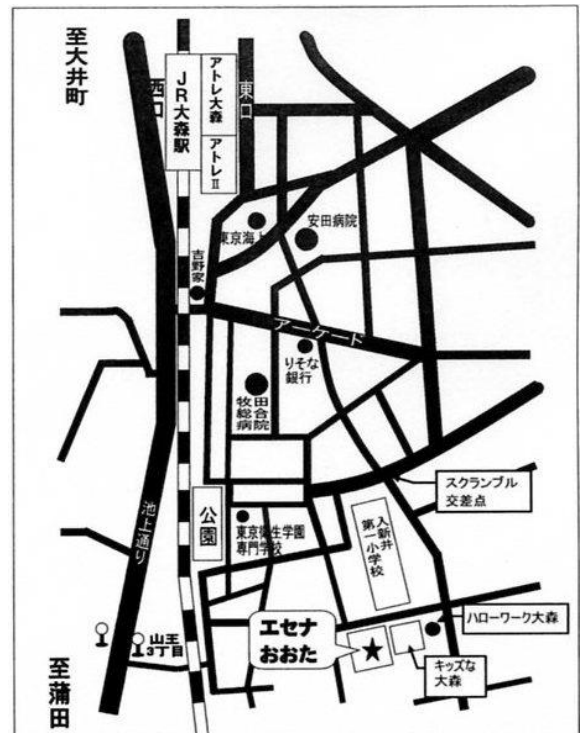 至大井町
西口
JR大森駅
アトレ大森
アトレⅡ
東口
東京海上
安田病院
吉野家
アーケード
りそな
銀行
牧田
総合
病院
スクランブル
交差点
公園
東京衛生学園
専門学校
入新井
第一小学校
池上通り
ハローワーク大森
エセナ
おおた
山王
3丁目
キッズな
大森
至蒲田